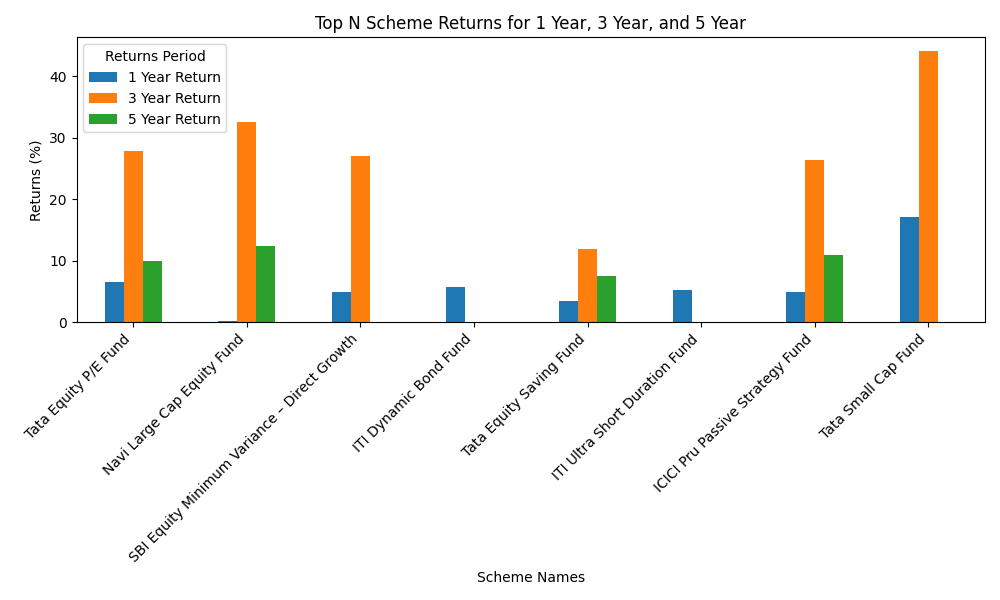 Top N Scheme Returns for 1 Year, 3 Year, and 5 Year
Returns Period
1 Year Return
3 Year Return
5 Year Return
Returns (%)
40
30
20
10
0
Tata Equity P/E Fund
Navi Large Cap Equity Fund
SBI Equity Minimum Variance – Direct Growth
ITI Dynamic Bond Fund
Tata Equity Saving Fund
ITI Ultra Short Duration Fund
ICICI Pru Passive Strategy Fund
Tata Small Cap Fund
Scheme Names